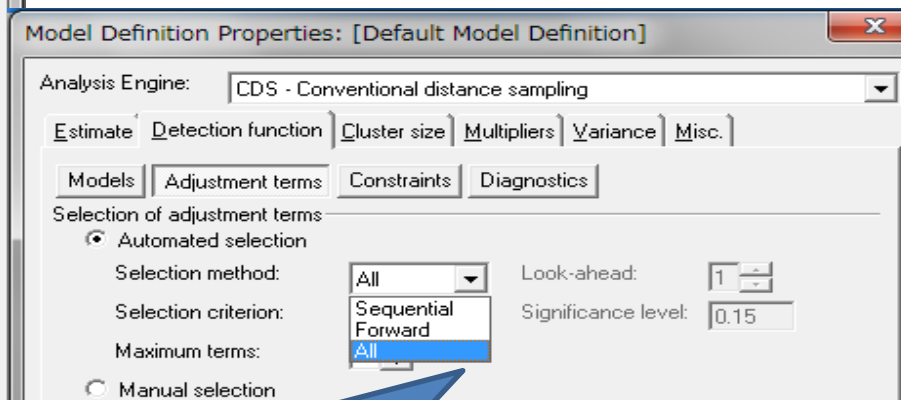 Model Definition Properties: [Default Model Definition]
Analysis Engine: CDS - Conventional distance sampling
Estimate Detection function Cluster size Multipliers Variance Misc.
Models Adjustment terms Constraints Diagnostics
Selection of adjustment terms
Automated selection
Selection method: All Look-ahead: 1
Selection criterion: Sequential Significance level: 0.15
Forward
Maximum terms: All
Manual selection